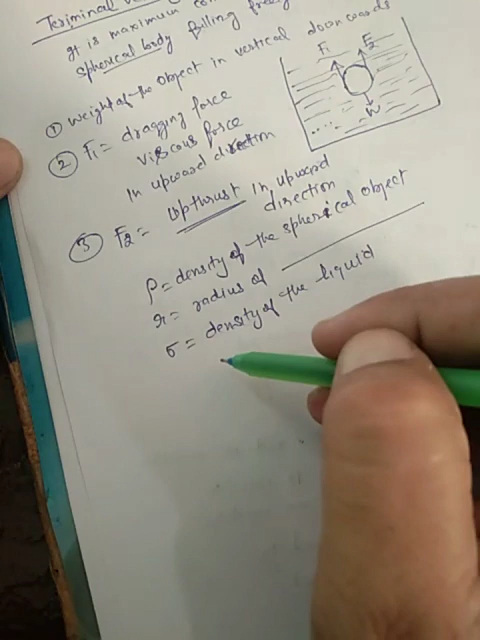 Terminal
It is maximum con
spherical body falling freely
① weight of the object in vertical downwards
② F1 = dragging force
viscous force
in upward direction
③ F2 = upthrust in upward
direction
ρ = density of the spherical object
r = radius of
σ = density of the liquid
F1
F2
W